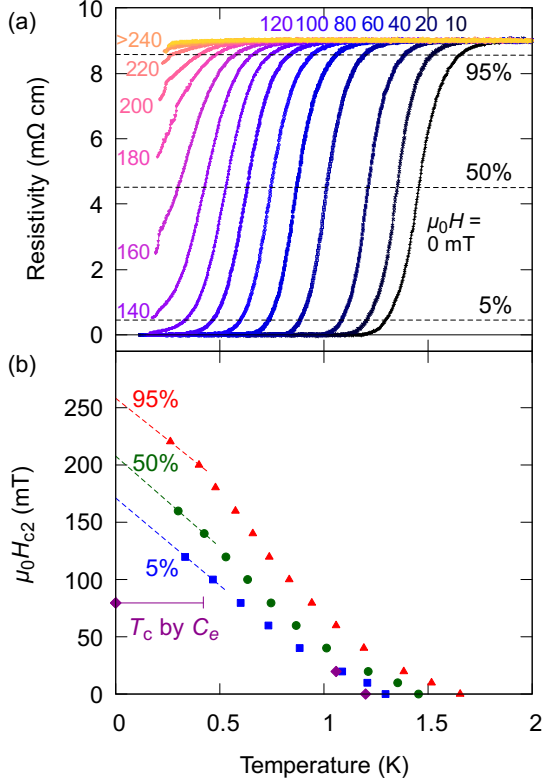 (a)
>240
220
200
180
160
140
120 100 80 60 40 20 10
95%
50%
μ0H =
0 mT
5%
Resistivity (mΩ cm)
8
6
4
2
0
(b)
95%
50%
5%
Tc by Ce
μ0Hc2 (mT)
250
200
150
100
50
0
0 0.5 1 1.5 2
Temperature (K)